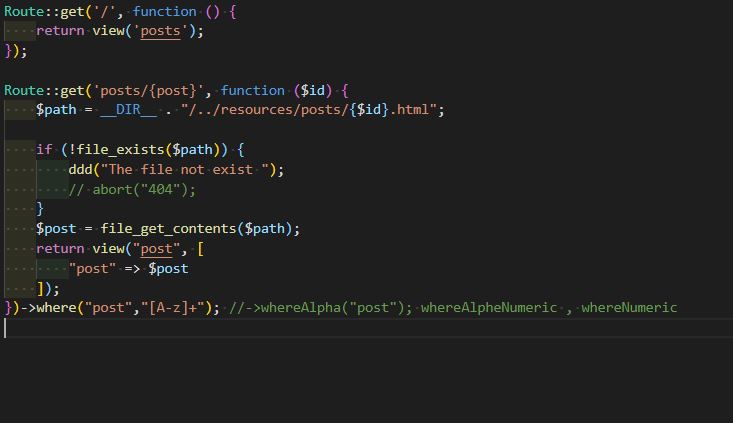 Route::get('/', function () {
    return view('posts');
});

Route::get('posts/{post}', function ($id) {
    $path = __DIR__ . "/../resources/posts/{$id}.html";

    if (!file_exists($path)) {
        ddd("The file not exist ");
        // abort("404");
    }
    $post = file_get_contents($path);
    return view("post", [
        "post" => $post
    ]);
})->where("post","[A-z]+"); //->whereAlpha("post"); whereAlpheNumeric , whereNumeric